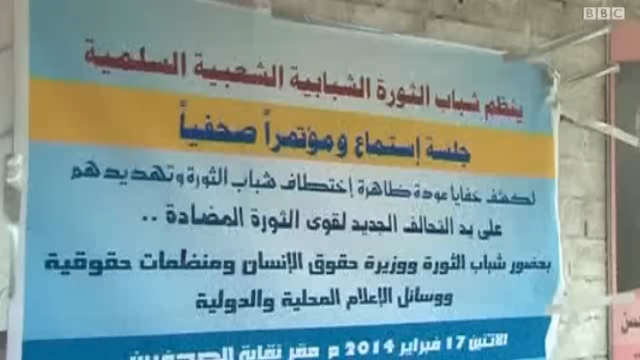 BBC
ينظم شباب الثورة الشبابية الشعبية السلمية
جلسة إستماع ومؤتمراً صحفياً
لكشف خفايا عودة ظاهرة إختطاف شباب الثورة وتهديدهم
على يد التحالف الجديد لقوى الثورة المضادة ..
بحضور شباب الثورة ووزيرة حقوق الإنسان ومنظمات حقوقية
ووسائل الإعلام المحلية والدولية
الاثنين 17 فبراير 2014 م مقر نقابة الصحفيين